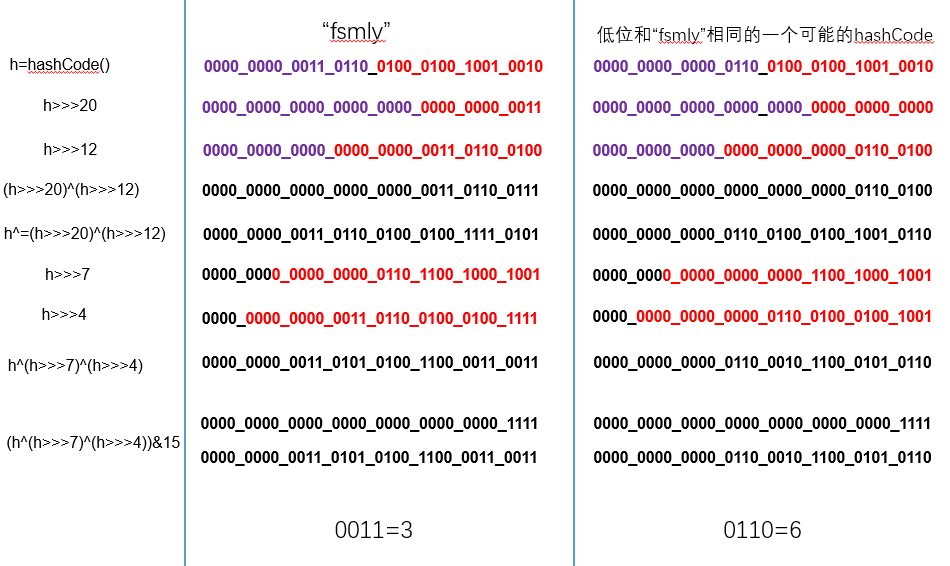 “fsmly” 低位和“fsmly”相同的一个可能的hashCode
h=hashCode() 0000_0000_0011_0110_0100_0100_1001_0010 0000_0000_0000_0110_0100_0100_1001_0010
h>>>20 0000_0000_0000_0000_0000_0000_0000_0011 0000_0000_0000_0000_0000_0000_0000_0000
h>>>12 0000_0000_0000_0000_0000_0011_0110_0100 0000_0000_0000_0000_0000_0000_0110_0100
(h>>>20)^(h>>>12) 0000_0000_0000_0000_0000_0011_0110_0111 0000_0000_0000_0000_0000_0000_0110_0100
h^=(h>>>20)^(h>>>12) 0000_0000_0011_0110_0100_0100_1111_0101 0000_0000_0000_0110_0100_0100_1001_0110
h>>>7 0000_0000_0000_0000_0110_1100_1000_1001 0000_0000_0000_0000_0000_1100_1000_1001
h>>>4 0000_0000_0000_0011_0110_0100_0100_1111 0000_0000_0000_0000_0110_0100_0100_1001
h^(h>>>7)^(h>>>4) 0000_0000_0011_0101_0100_1100_0011_0011 0000_0000_0000_0110_0010_1100_0101_0110
0000_0000_0000_0000_0000_0000_0000_1111 0000_0000_0000_0000_0000_0000_0000_1111
(h^(h>>>7)^(h>>>4))&15
0000_0000_0011_0101_0100_1100_0011_0011 0000_0000_0000_0110_0010_1100_0101_0110
0011=3 0110=6